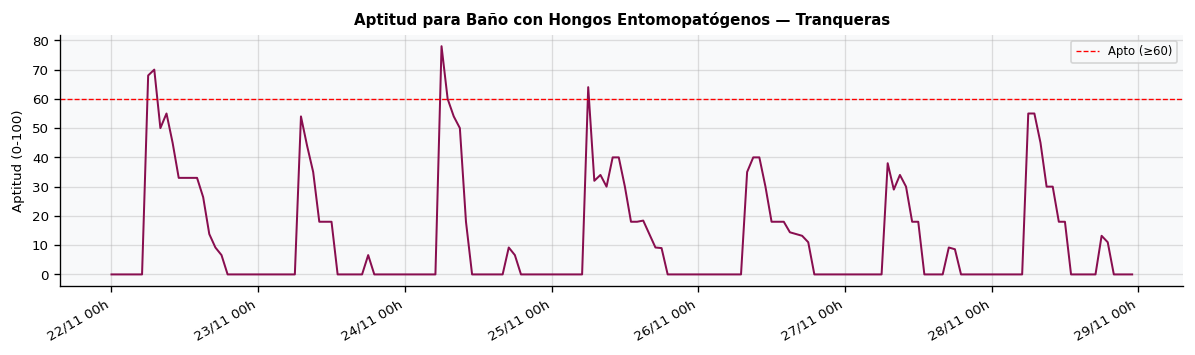 Aptitud para Baño con Hongos Entomopatógenos — Tranqueras
Apto (≥60)
Aptitud (0-100)
80
70
60
50
40
30
20
10
0
22/11 00h
23/11 00h
24/11 00h
25/11 00h
26/11 00h
27/11 00h
28/11 00h
29/11 00h